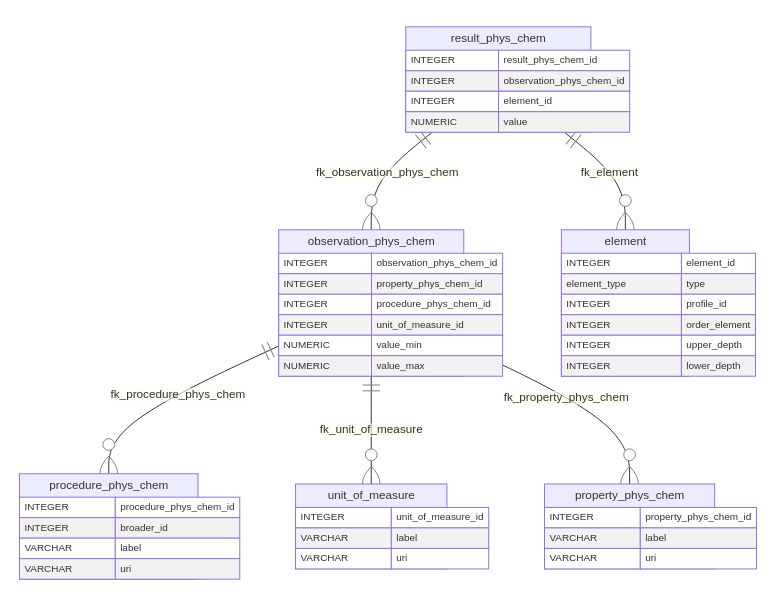 result_phys_chem
INTEGER result_phys_chem_id
INTEGER observation_phys_chem_id
INTEGER element_id
NUMERIC value
fk_observation_phys_chem
fk_element
observation_phys_chem
INTEGER observation_phys_chem_id
INTEGER property_phys_chem_id
INTEGER procedure_phys_chem_id
INTEGER unit_of_measure_id
NUMERIC value_min
NUMERIC value_max
element
INTEGER element_id
element_type type
INTEGER profile_id
INTEGER order_element
INTEGER upper_depth
INTEGER lower_depth
fk_procedure_phys_chem
fk_unit_of_measure
fk_property_phys_chem
procedure_phys_chem
INTEGER procedure_phys_chem_id
INTEGER broader_id
VARCHAR label
VARCHAR uri
unit_of_measure
INTEGER unit_of_measure_id
VARCHAR label
VARCHAR uri
property_phys_chem
INTEGER property_phys_chem_id
VARCHAR label
VARCHAR uri